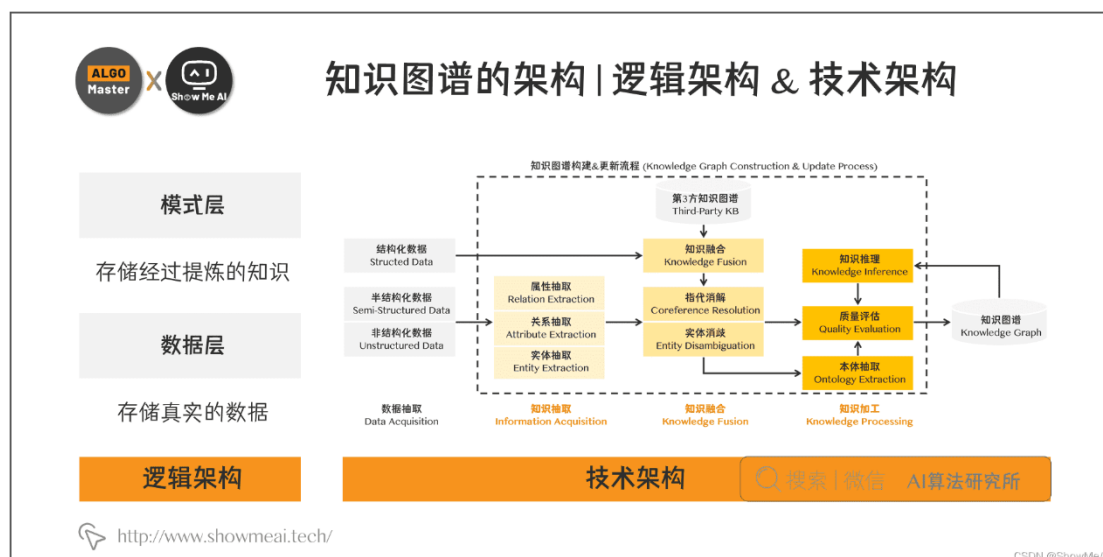 ALGO
Master
X
Show Me AI
知识图谱的架构 | 逻辑架构 & 技术架构
模式层
存储经过提炼的知识
数据层
存储真实的数据
逻辑架构
知识图谱构建&更新流程 (Knowledge Graph Construction & Update Process)
第3方知识图谱
Third-Party KB
结构化数据
Structed Data
知识融合
Knowledge Fusion
知识推理
Knowledge Inference
半结构化数据
Semi-Structured Data
非结构化数据
Unstructured Data
属性抽取
Relation Extraction
关系抽取
Attribute Extraction
实体抽取
Entity Extraction
指代消解
Coreference Resolution
实体消歧
Entity Disambiguation
质量评估
Quality Evaluation
本体抽取
Ontology Extraction
知识图谱
Knowledge Graph
数据抽取
Data Acquisition
知识抽取
Information Acquisition
知识融合
Knowledge Fusion
知识加工
Knowledge Processing
技术架构
搜索 | 微信 AI算法研究所
http://www.showmeai.tech/
CSDN @ShowMeA